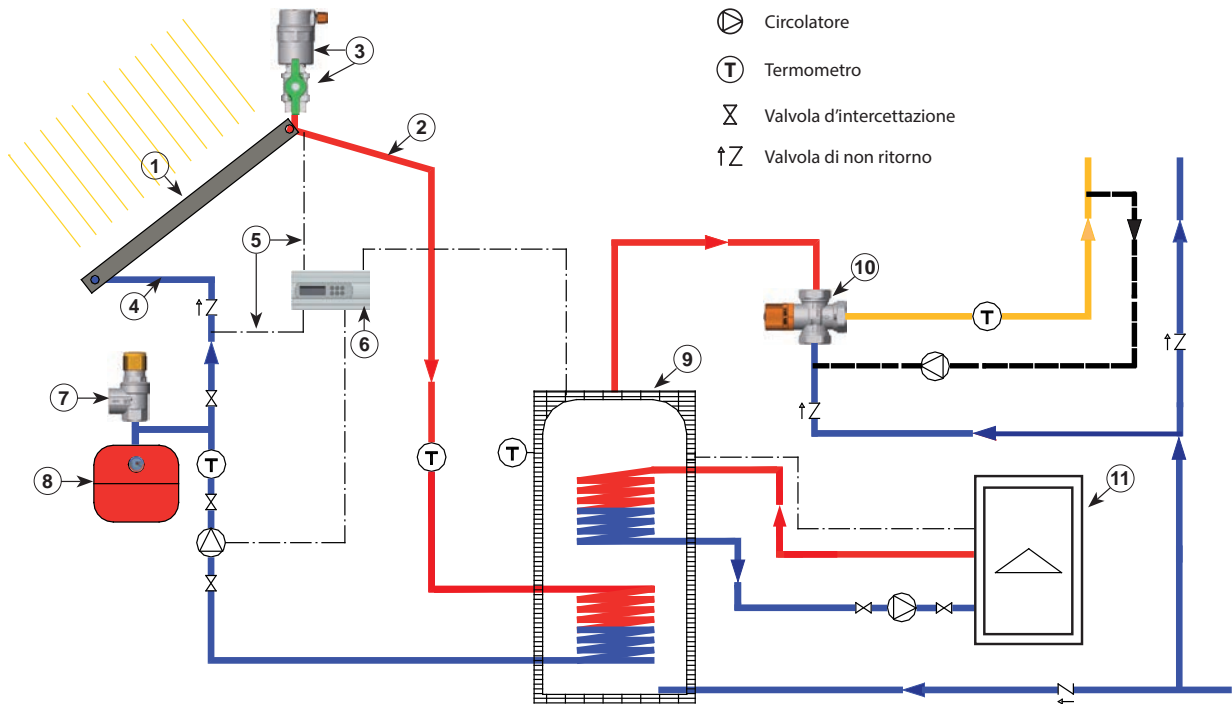 Circolatore
T Termometro
Valvola d'intercettazione
Valvola di non ritorno
3
2
1
5
10
4
6
T
9
7
T
T
T
8
11